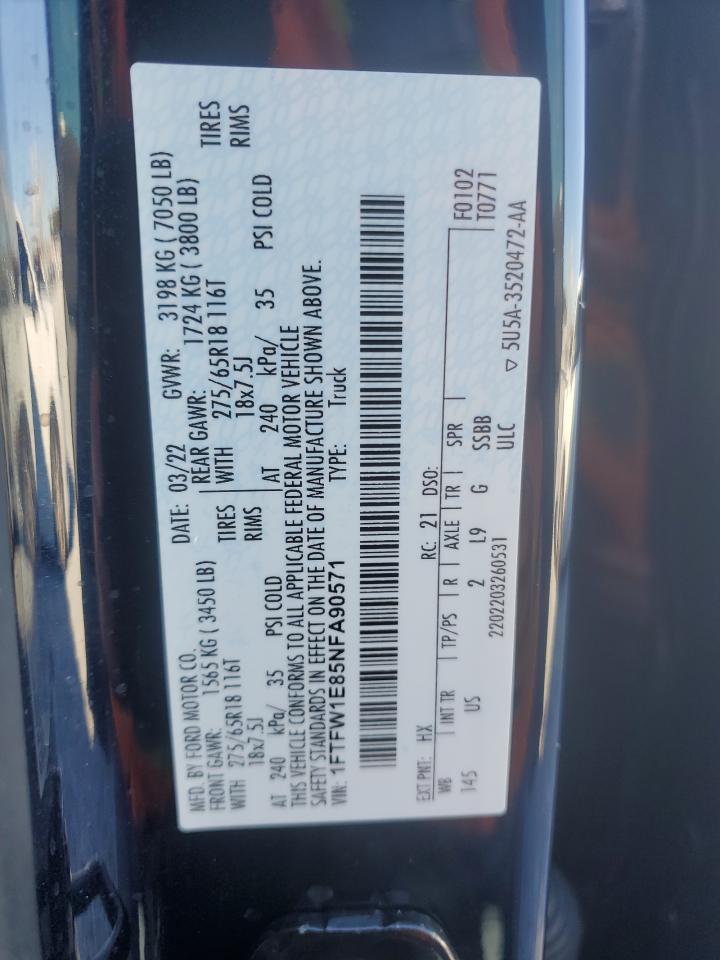 MFD. BY FORD MOTOR CO.
DATE: 03/22 GVWR: 3198 KG ( 7050 LB)
FRONT GAWR: 1565 KG ( 3450 LB)
REAR GAWR: 1724 KG ( 3800 LB)
WITH 275/65R18 116T TIRES
WITH 275/65R18 116T TIRES
18x7.5J RIMS
18x7.5J RIMS
AT 240 kPa/ 35 PSI COLD
AT 240 kPa/ 35 PSI COLD
THIS VEHICLE CONFORMS TO ALL APPLICABLE FEDERAL MOTOR VEHICLE
SAFETY STANDARDS IN EFFECT ON THE DATE OF MANUFACTURE SHOWN ABOVE.
VIN: 1FTFW1E85NFA90571 TYPE: Truck
F0102
T0771
EXT PNT: HX RC: 21 DSO:
WB INT TR TP/PS R AXLE TR SPR
145 US 2 L9 G SSBB
2202203260531 ULC
▽ 5U5A-3520472-AA